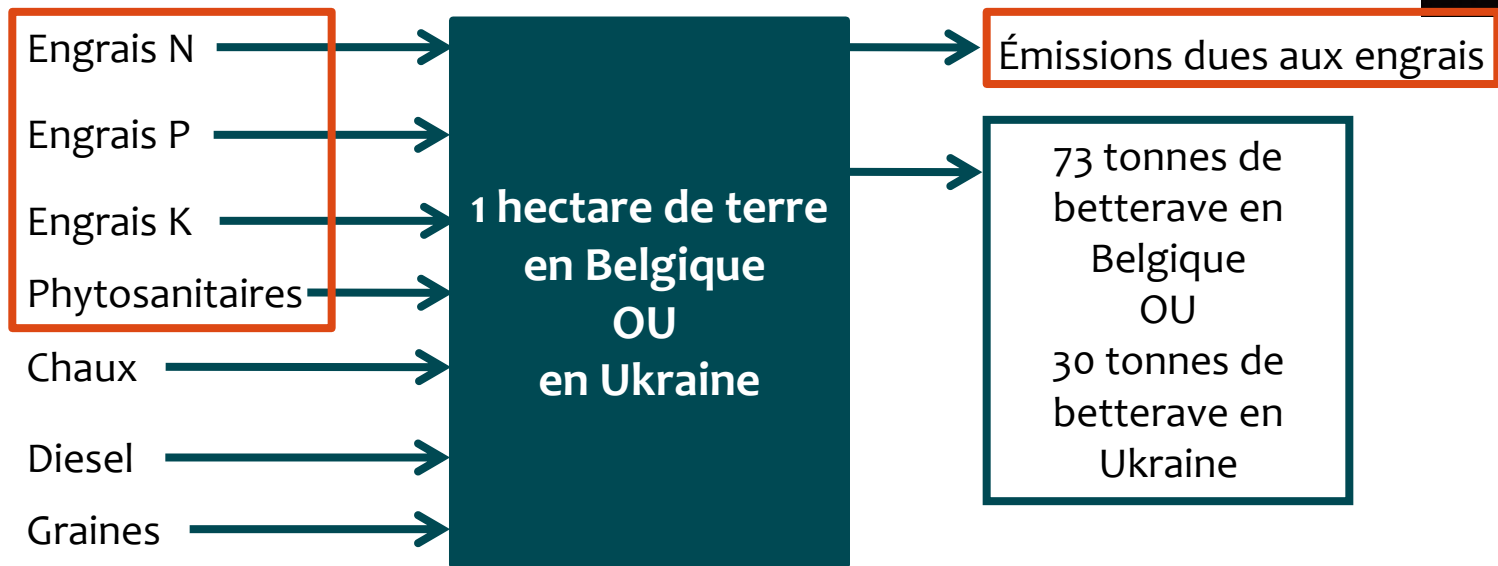 Engrais N
Engrais P
Engrais K
Phytosanitaires
Chaux
Diesel
Graines
1 hectare de terre
en Belgique
OU
en Ukraine
Émissions dues aux engrais
73 tonnes de
betterave en
Belgique
OU
30 tonnes de
betterave en
Ukraine